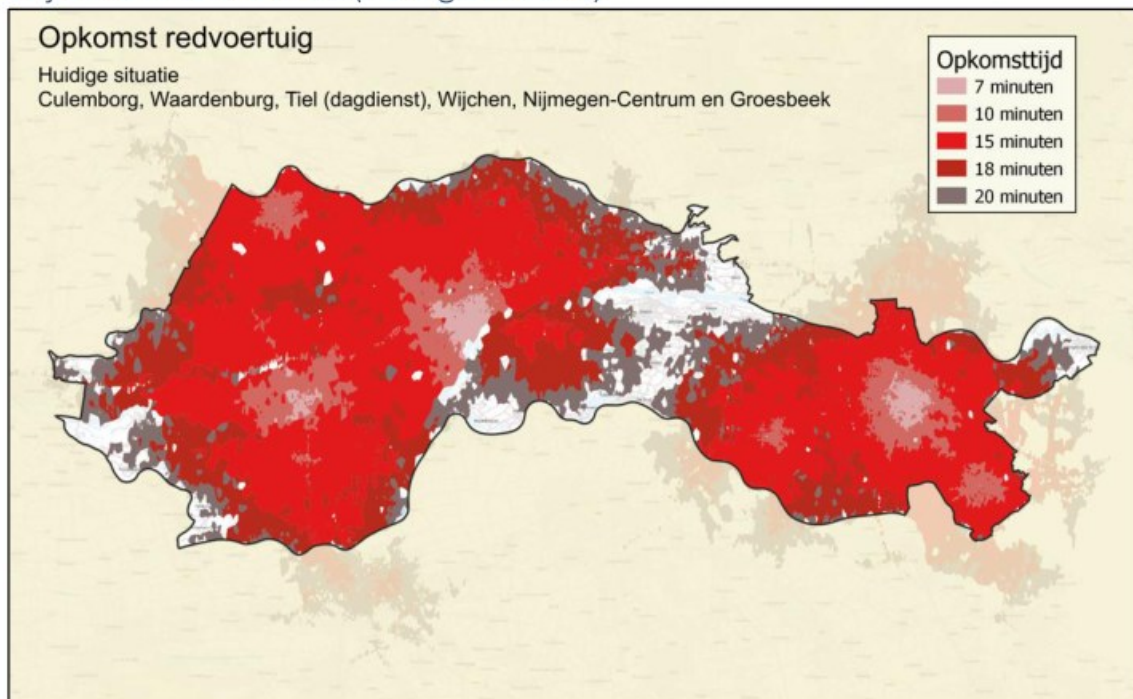 Opkomst redvoertuig
Huidige situatie
Culemborg, Waardenburg, Tiel (dagdienst), Wijchen, Nijmegen-Centrum en Groesbeek
Opkomsttijd
7 minuten
10 minuten
15 minuten
18 minuten
20 minuten